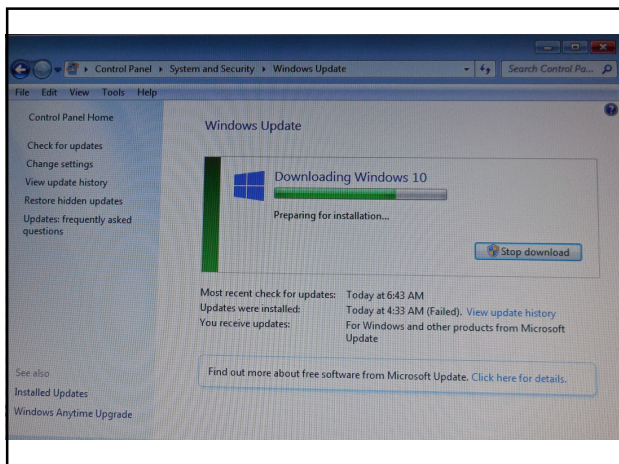 Control Panel ▸ System and Security ▸ Windows Update
Search Control Pa...
File Edit View Tools Help
Control Panel Home
Check for updates
Change settings
View update history
Restore hidden updates
Updates: frequently asked
questions
See also
Installed Updates
Windows Anytime Upgrade
Windows Update
Downloading Windows 10
Preparing for installation...
Stop download
Most recent check for updates: Today at 6:43 AM
Updates were installed: Today at 4:33 AM (Failed). View update history
You receive updates: For Windows and other products from Microsoft
Update
Find out more about free software from Microsoft Update. Click here for details.